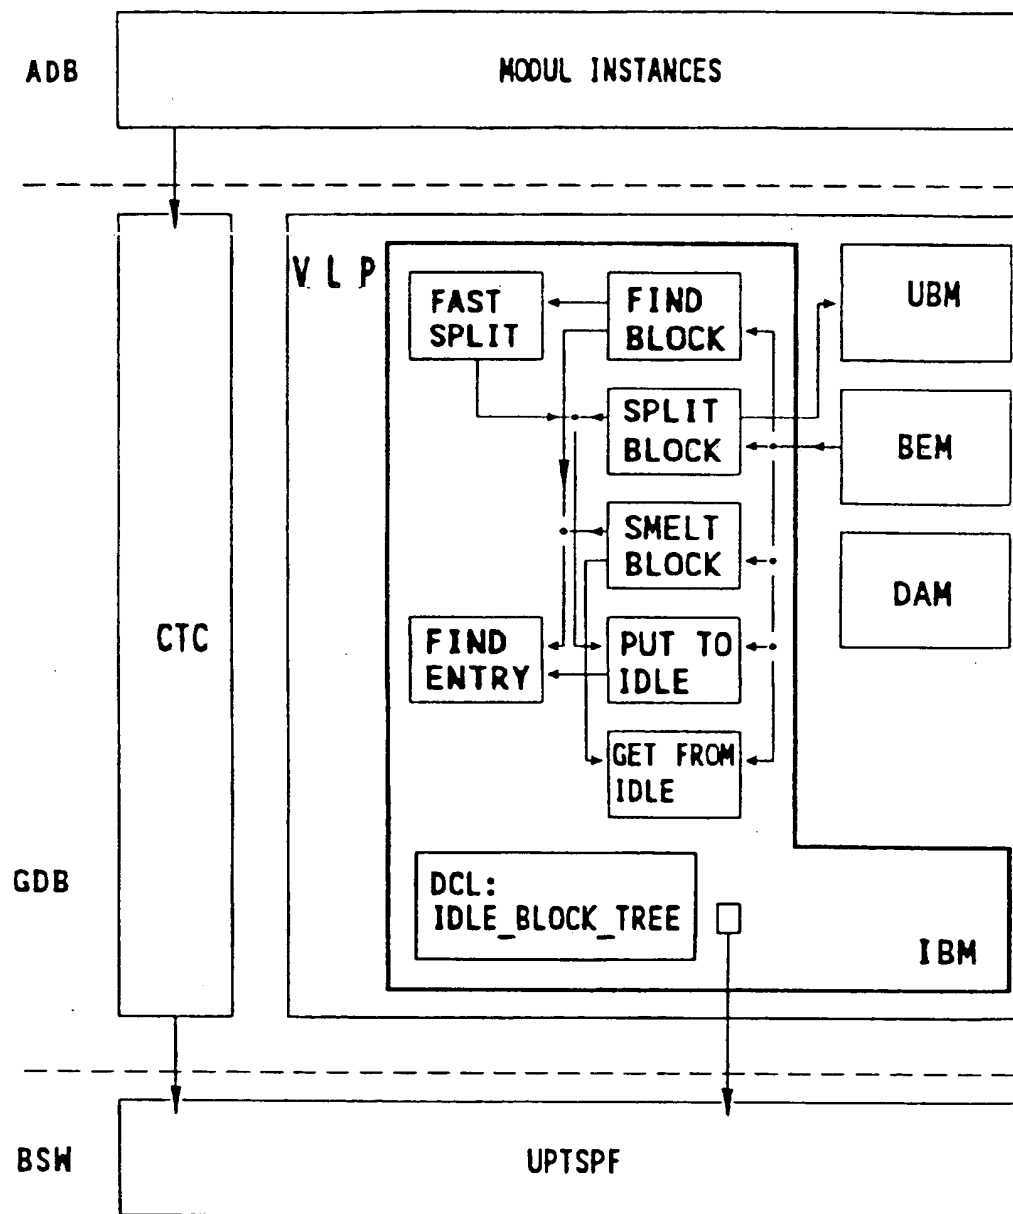 ADB
MODUL INSTANCES
V L P
FAST
SPLIT
FIND
BLOCK
UBM
SPLIT
BLOCK
BEM
SMELT
BLOCK
DAM
CTC
FIND
ENTRY
PUT TO
IDLE
GET FROM
IDLE
GDB
DCL:
IDLE_BLOCK_TREE
IBM
BSW
UPTSPF